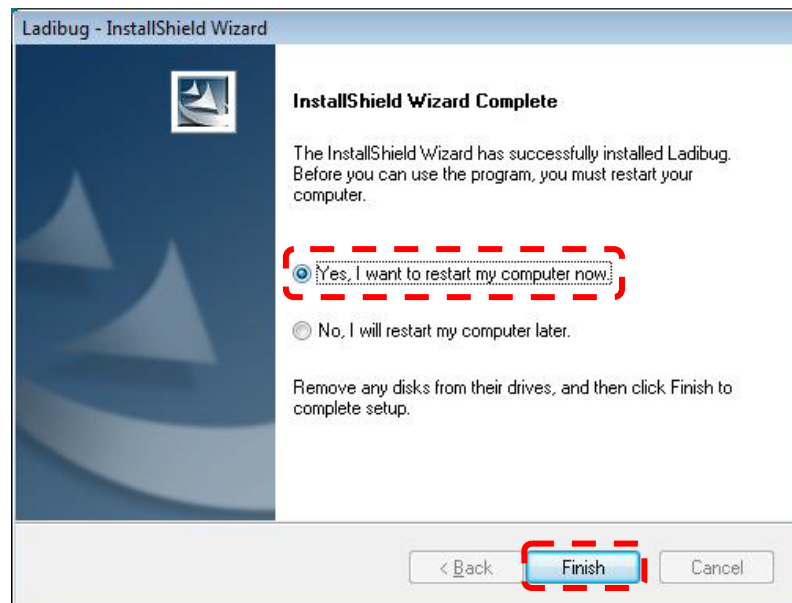 Ladibug - InstallShield Wizard
InstallShield Wizard Complete
The InstallShield Wizard has successfully installed Ladibug.
Before you can use the program, you must restart your
computer.
Yes, I want to restart my computer now.
No, I will restart my computer later.
Remove any disks from their drives, and then click Finish to
complete setup.
< Back Finish Cancel